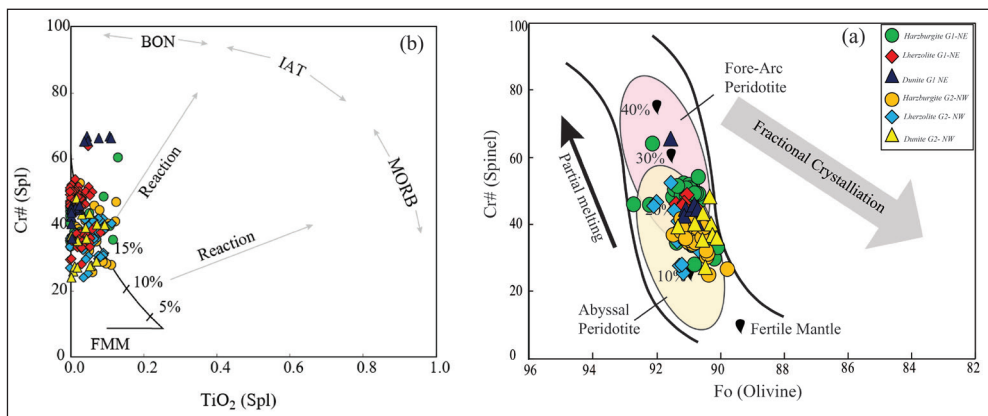 (b)
BON
IAT
MORB
Reaction
Reaction
15%
10%
5%
FMM
100
80
60
40
20
0
0.0
0.2
0.4
0.6
0.8
1.0
Cr# (Spl)
TiO₂ (Spl)
(a)
Harzburgite G1-NE
Lherzolite G1-NE
Dunite G1 NE
Harzburgite G2-NW
Lherzolite G2- NW
Dunite G2- NW
Fore-Arc
Peridotite
40%
30%
10%
Partial melting
Fractional Crystalliation
Abyssal
Peridotite
Fertile Mantle
100
80
60
40
20
0
96
94
92
90
88
86
84
82
Cr# (Spinel)
Fo (Olivine)